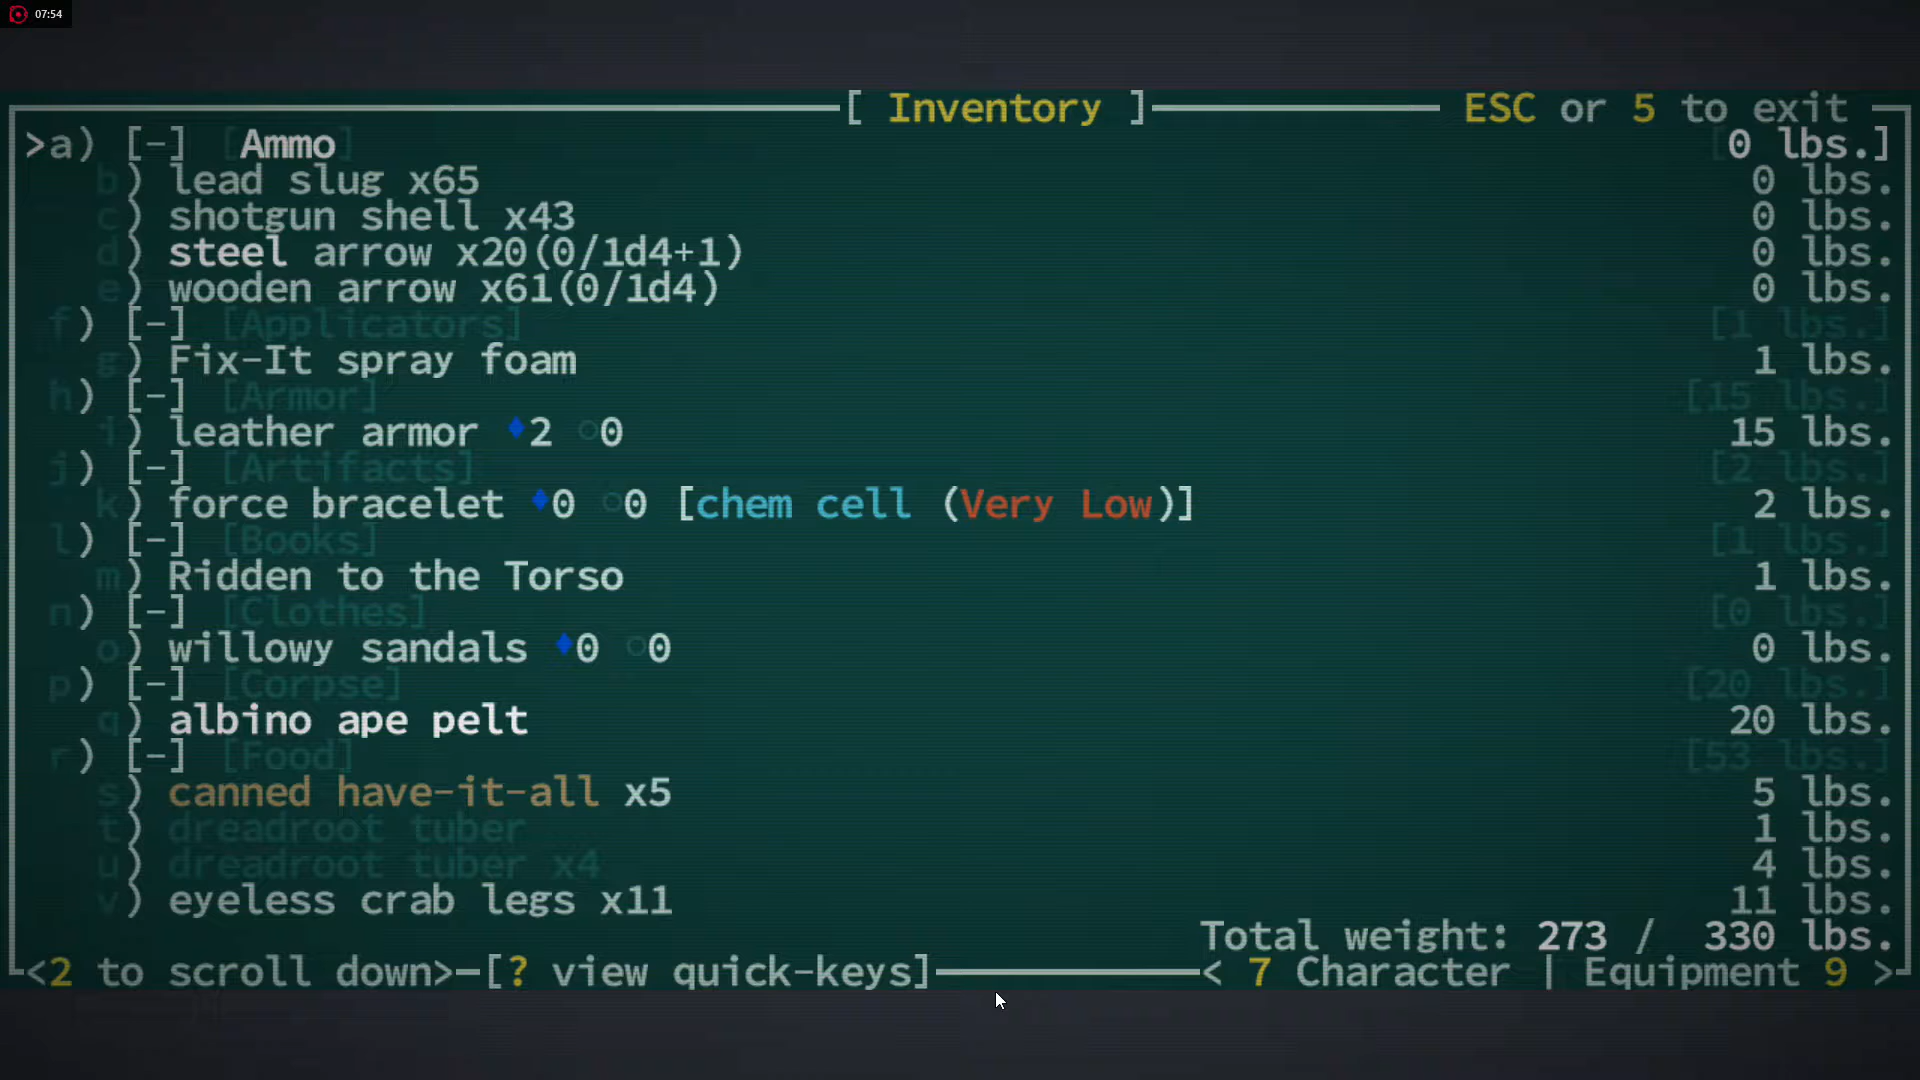 07:54
[ Inventory ] ESC or 5 to exit
>a) [-] [Ammo] [0 lbs.]
b) lead slug x65 0 lbs.
c) shotgun shell x43 0 lbs.
d) steel arrow x20(0/1d4+1) 0 lbs.
e) wooden arrow x61(0/1d4) 0 lbs.
f) [-] [Applicators] [1 lbs.]
g) Fix-It spray foam 1 lbs.
h) [-] [Armor] [15 lbs.]
i) leather armor ♦2 ○0 15 lbs.
j) [-] [Artifacts] [2 lbs.]
k) force bracelet ♦0 ○0 [chem cell (Very Low)] 2 lbs.
l) [-] [Books] [1 lbs.]
m) Ridden to the Torso 1 lbs.
n) [-] [Clothes] [0 lbs.]
o) willowy sandals ♦0 ○0 0 lbs.
p) [-] [Corpse] [20 lbs.]
q) albino ape pelt 20 lbs.
r) [-] [Food] [53 lbs.]
s) canned have-it-all x5 5 lbs.
t) dreadroot tuber 1 lbs.
u) dreadroot tuber x4 4 lbs.
v) eyeless crab legs x11 11 lbs.
Total weight: 273 / 330 lbs.
<2 to scroll down> [? view quick-keys] < 7 Character | Equipment 9 >